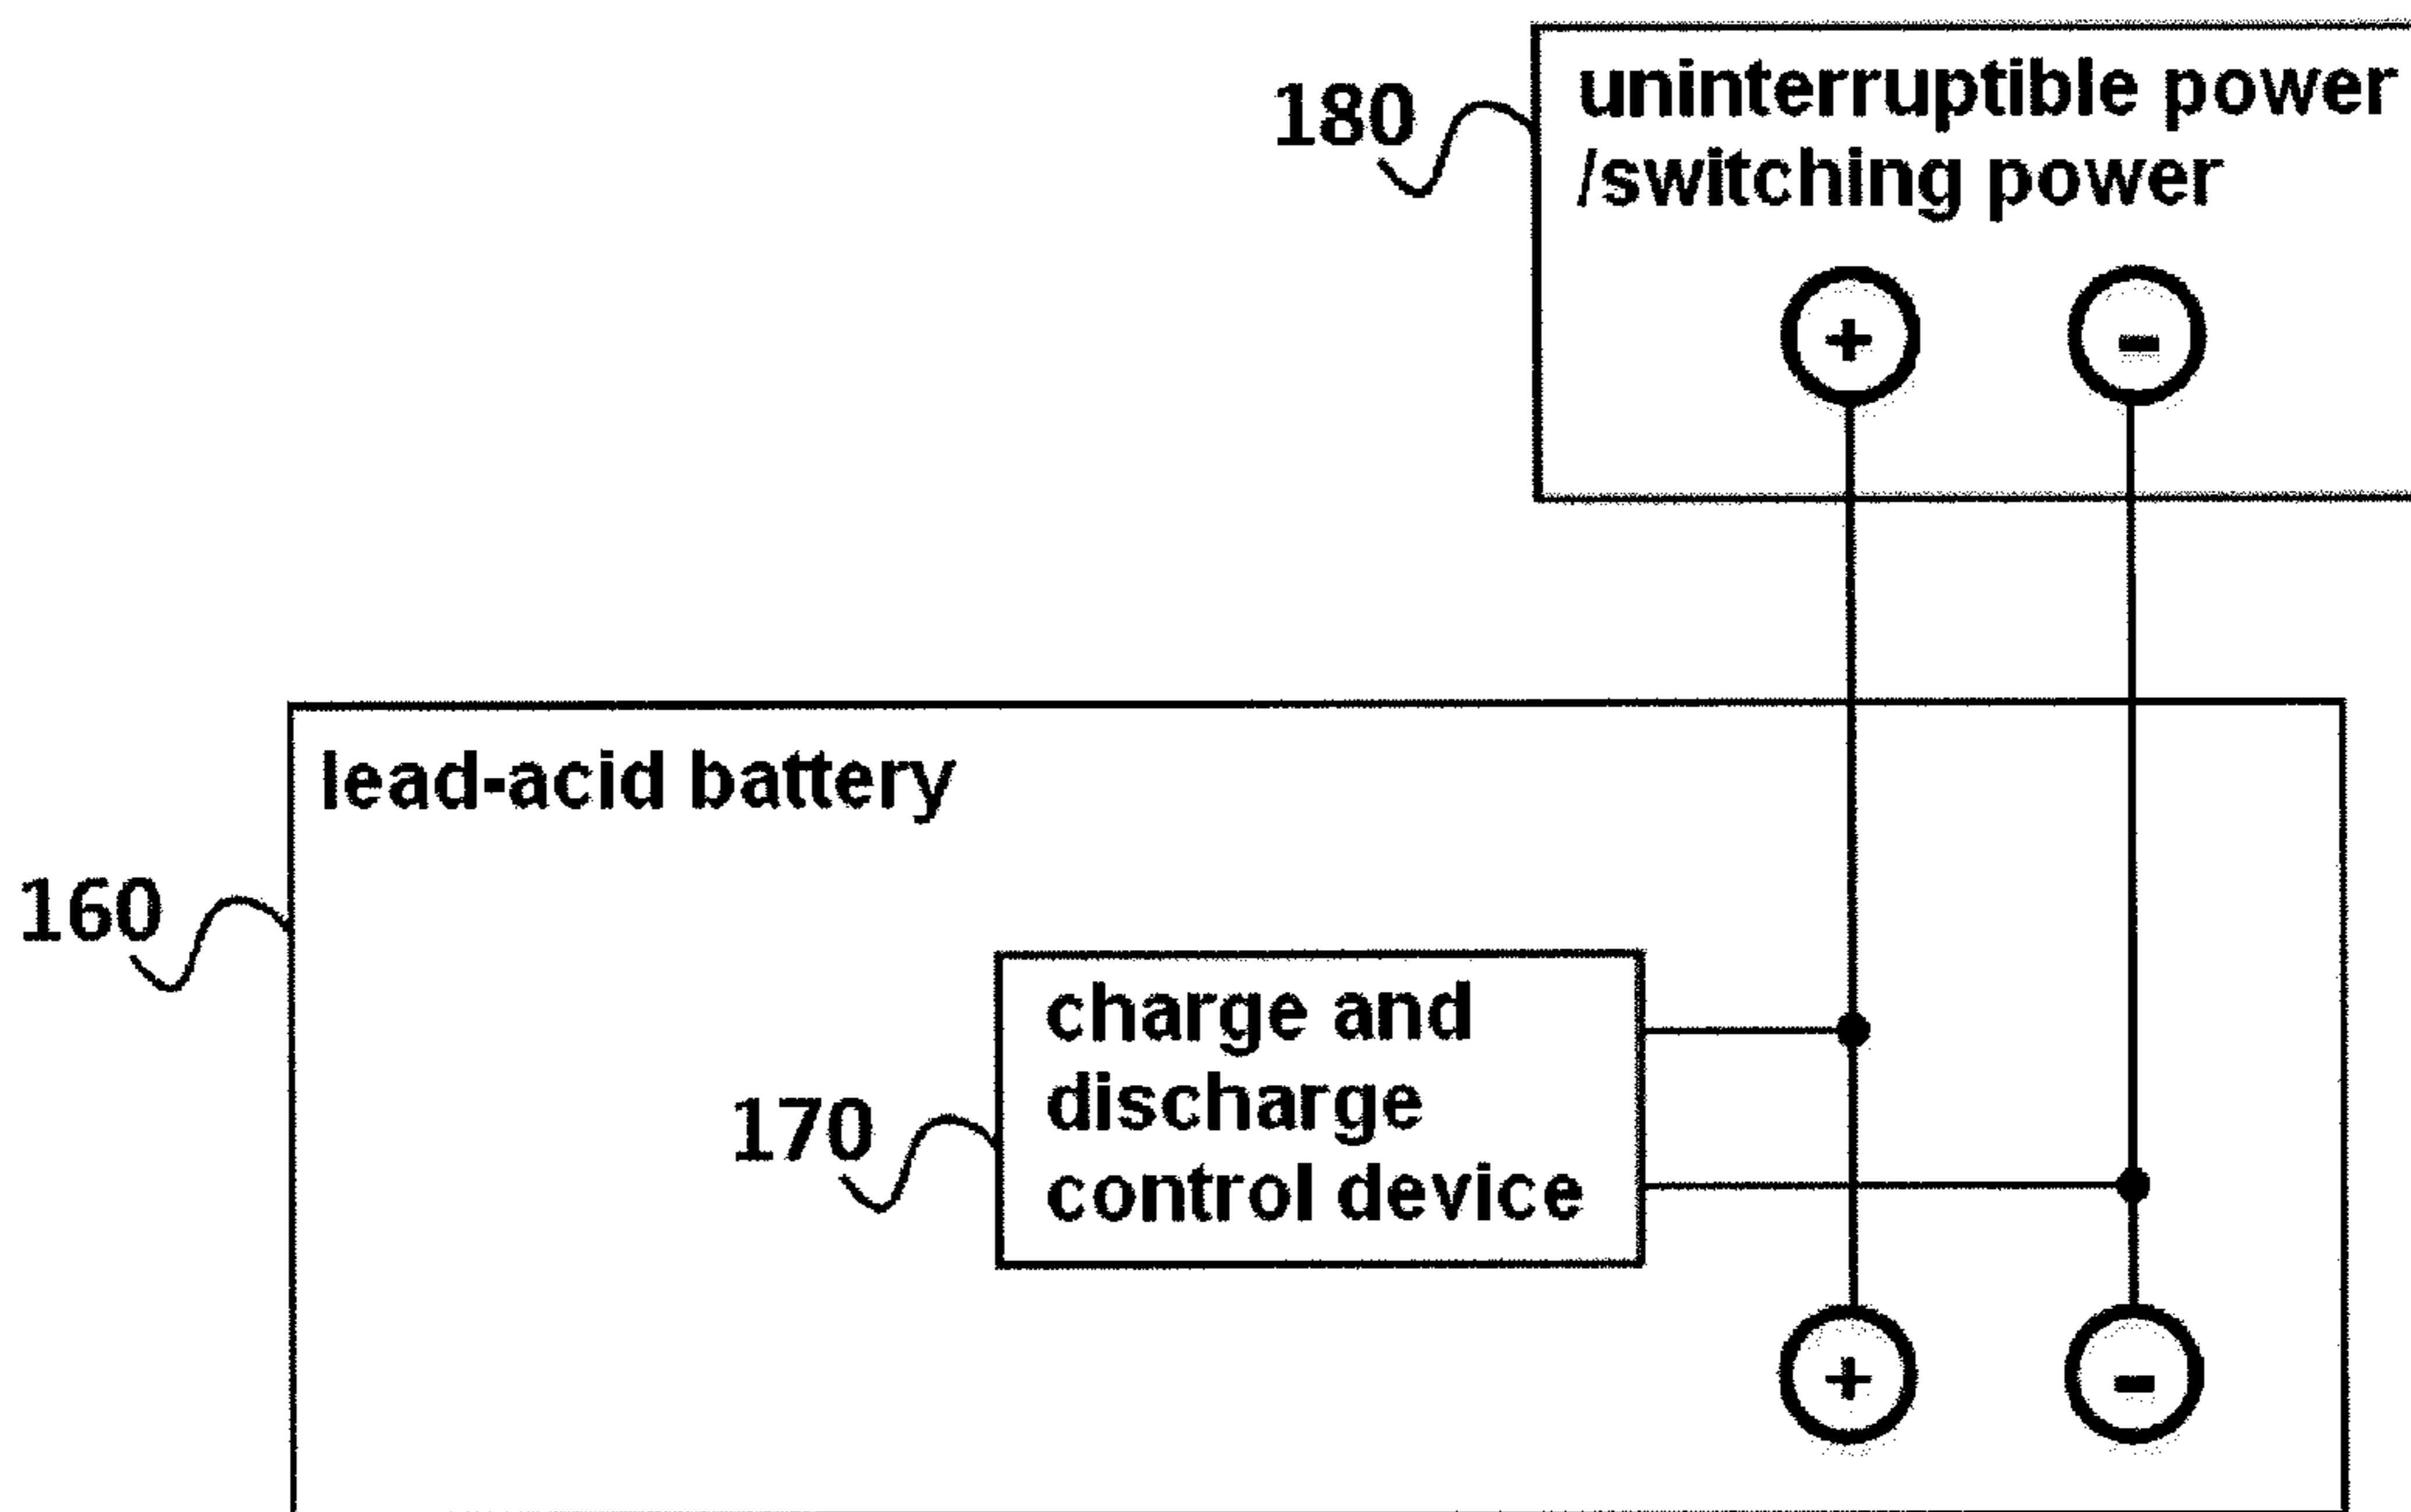 180
uninterruptible power
/switching power
+ -
lead-acid battery
160
charge and
discharge
control device
170
+ -